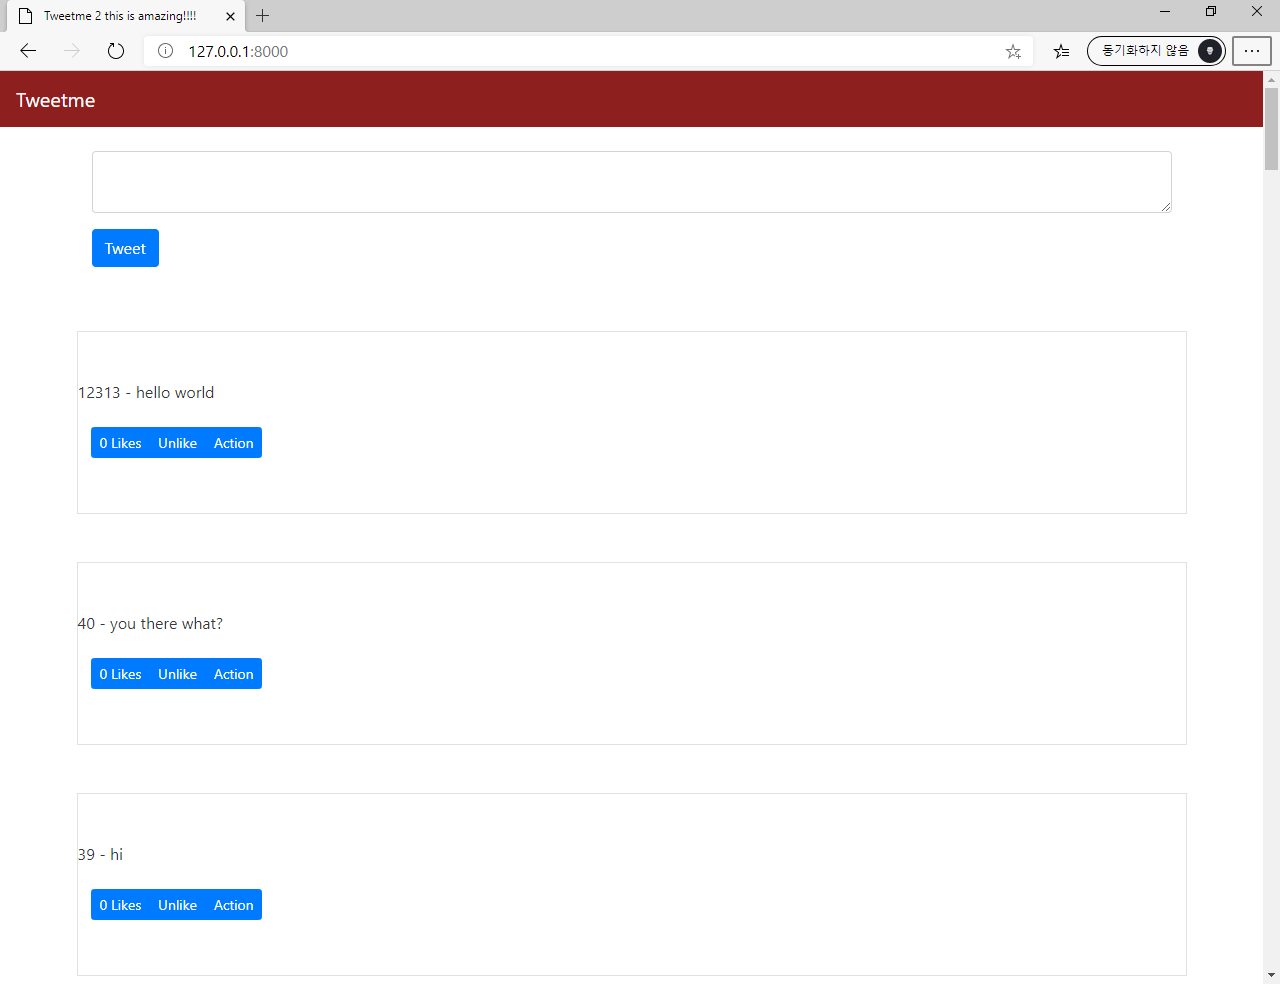 Tweetme 2 this is amazing!!!!
127.0.0.1:8000
동기화하지 않음
Tweetme
Tweet
12313 - hello world
0 Likes Unlike Action
40 - you there what?
0 Likes Unlike Action
39 - hi
0 Likes Unlike Action